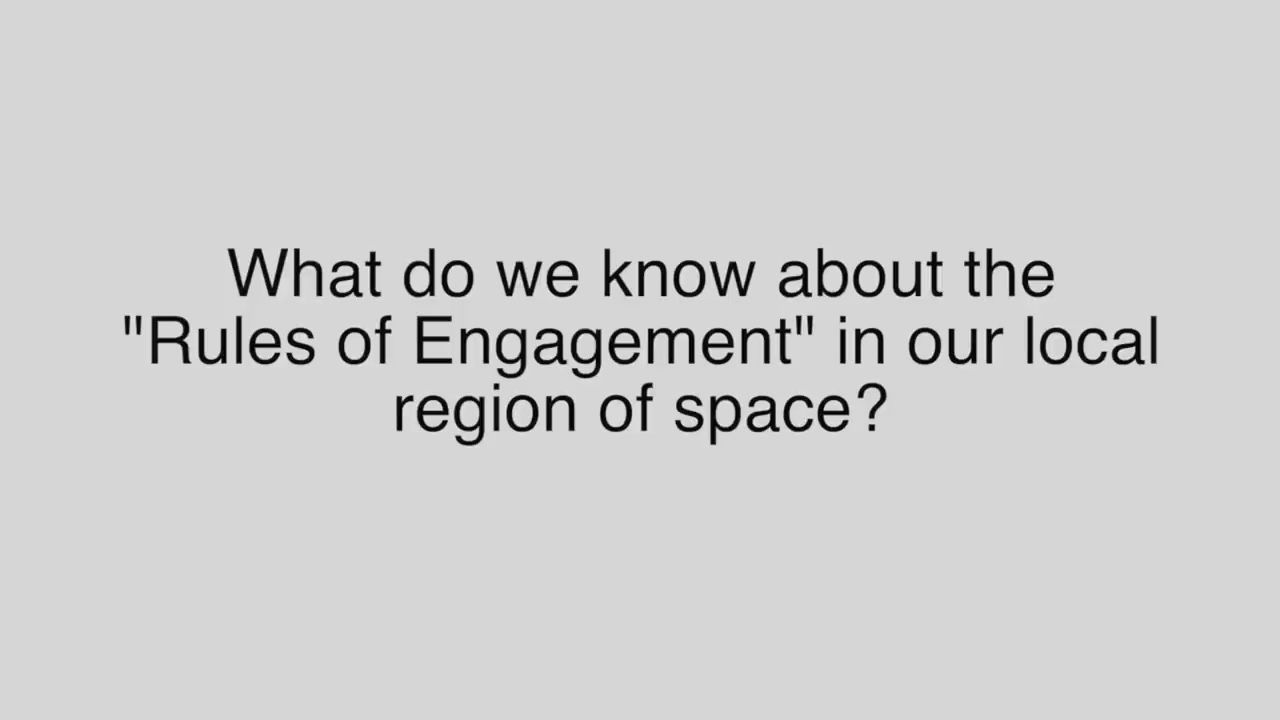 What do we know about the
"Rules of Engagement" in our local
region of space?